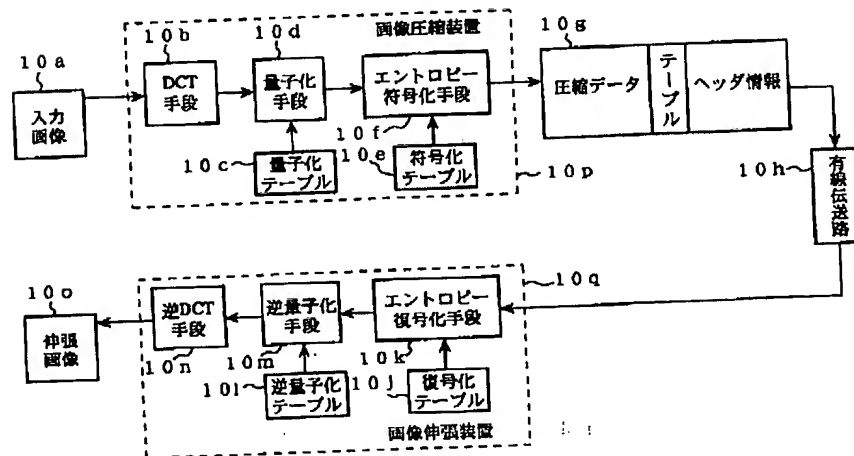 画像圧縮装置
10a
入力
画像
10b
DCT
手段
10d
量子化
手段
10c
量子化
テーブル
エントロピー
符号化手段
10f
10e
符号化
テーブル
10p
10g
圧縮データ
テーブル
ヘッダ情報
10h
有線伝送路
10q
エントロピー
復号化手段
10k
10j
復号化
テーブル
逆量子化
手段
10m
10l
逆量子化
テーブル
逆DCT
手段
10n
10o
伸張
画像
画像伸張装置